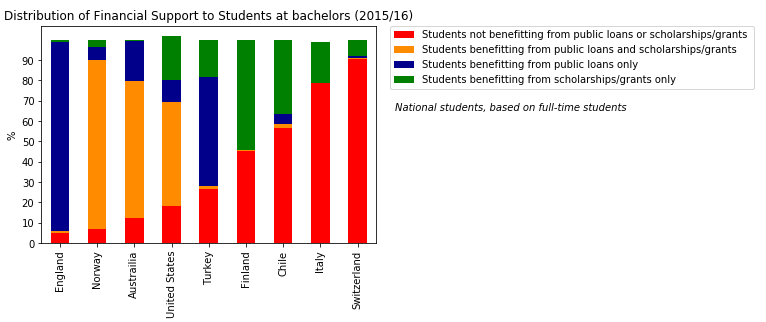 Distribution of Financial Support to Students at bachelors (2015/16)
Students not benefitting from public loans or scholarships/grants
Students benefitting from public loans and scholarships/grants
Students benefitting from public loans only
Students benefitting from scholarships/grants only
National students, based on full-time students
%
90
80
70
60
50
40
30
20
10
0
England
Norway
Austrailia
United States
Turkey
Finland
Chile
Italy
Switzerland